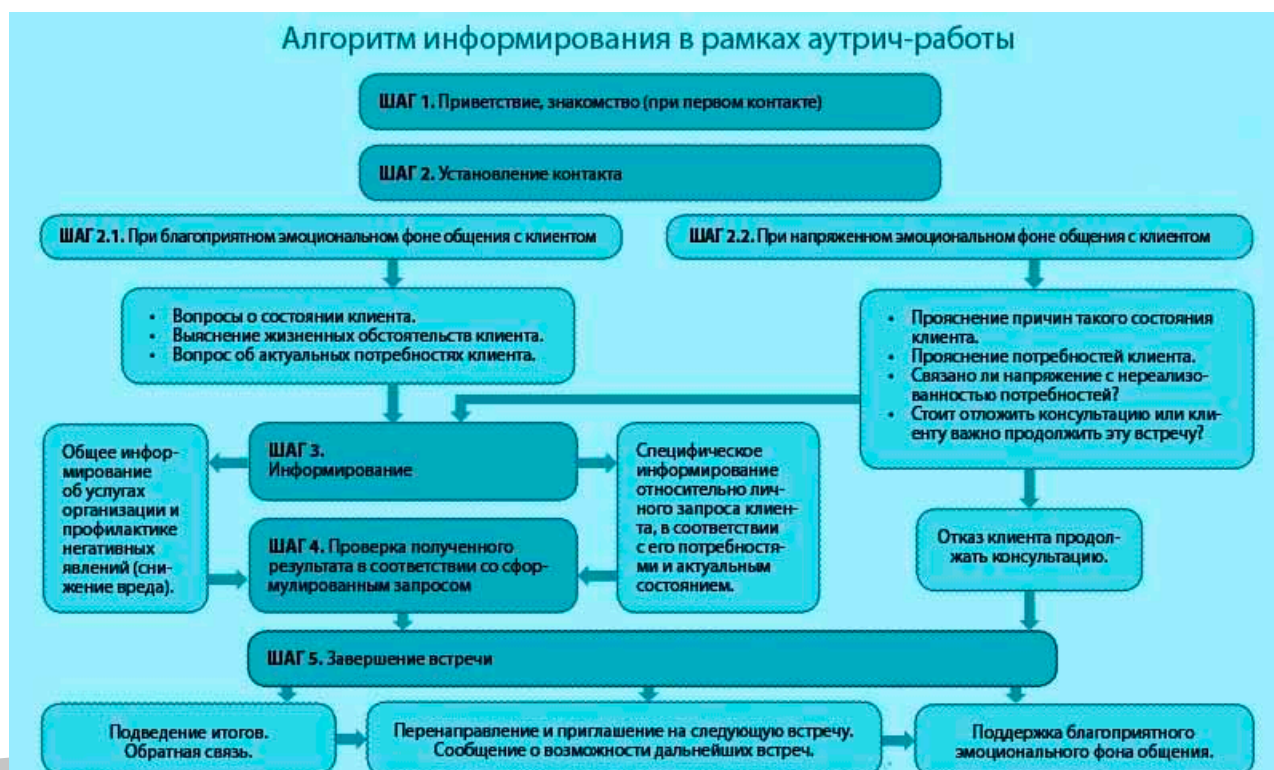 Алгоритм информирования в рамках аутрич-работы
ШАГ 1. Приветствие, знакомство (при первом контакте)
ШАГ 2. Установление контакта
ШАГ 2.1. При благоприятном эмоциональном фоне общения с клиентом
ШАГ 2.2. При напряженном эмоциональном фоне общения с клиентом
• Вопросы о состоянии клиента.
• Выяснение жизненных обстоятельств клиента.
• Вопрос об актуальных потребностях клиента.
• Прояснение причин такого состояния
клиента.
• Прояснение потребностей клиента.
• Связано ли напряжение с нереализо-
ванностью потребностей?
• Стоит отложить консультацию или кли-
енту важно продолжить эту встречу?
Общее инфор-
мирование
об услугах
организации и
профилактике
негативных
явлений (сни-
жение вреда).
ШАГ 3.
Информирование
Специфическое
информирование
относительно лич-
ного запроса клиен-
та, в соответствии
с его потребностя-
ми и актуальным
состоянием.
ШАГ 4. Проверка полученного
результата в соответствии со сфор-
мулированным запросом
Отказ клиента продол-
жать консультацию.
ШАГ 5. Завершение встречи
Подведение итогов.
Обратная связь.
Перенаправление и приглашение на следующую встречу.
Сообщение о возможности дальнейших встреч.
Поддержка благоприятного
эмоционального фона общения.